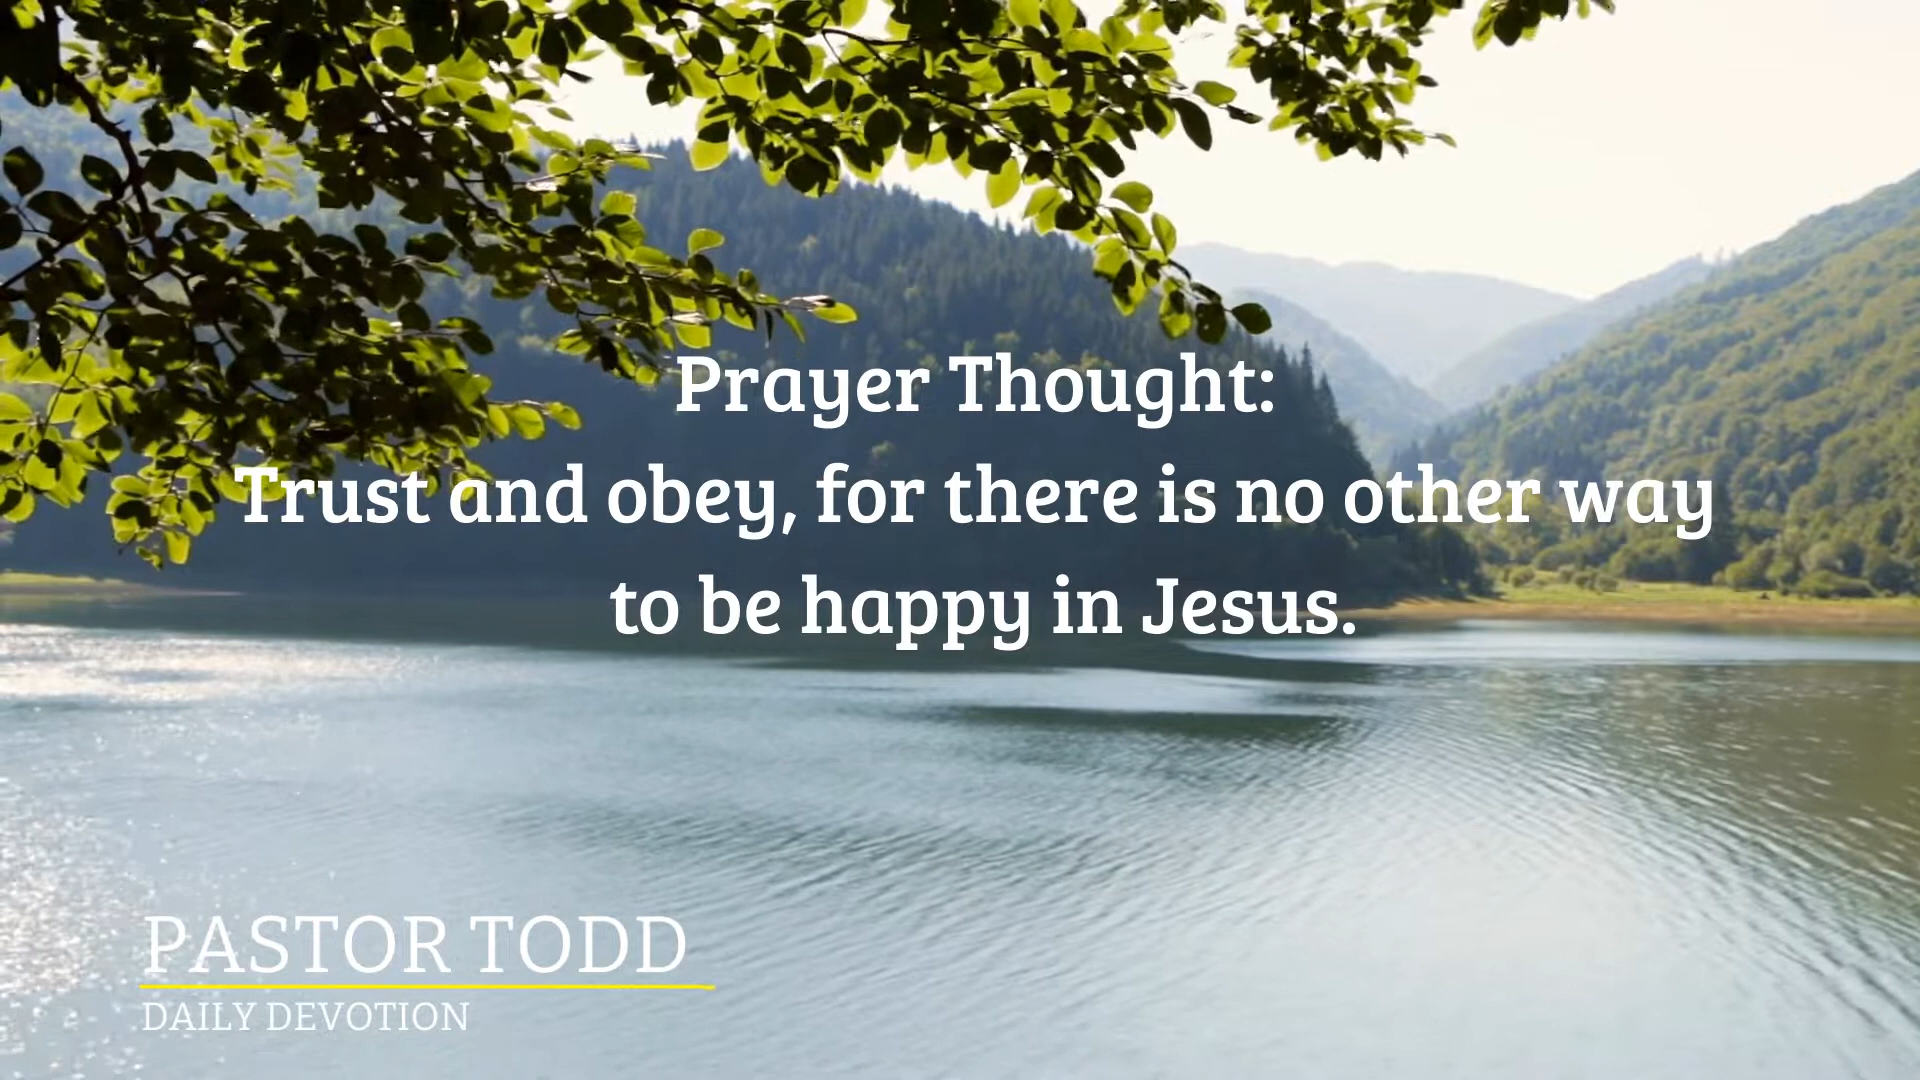 Prayer Thought:
Trust and obey, for there is no other way
to be happy in Jesus.
PASTOR TODD
DAILY DEVOTION